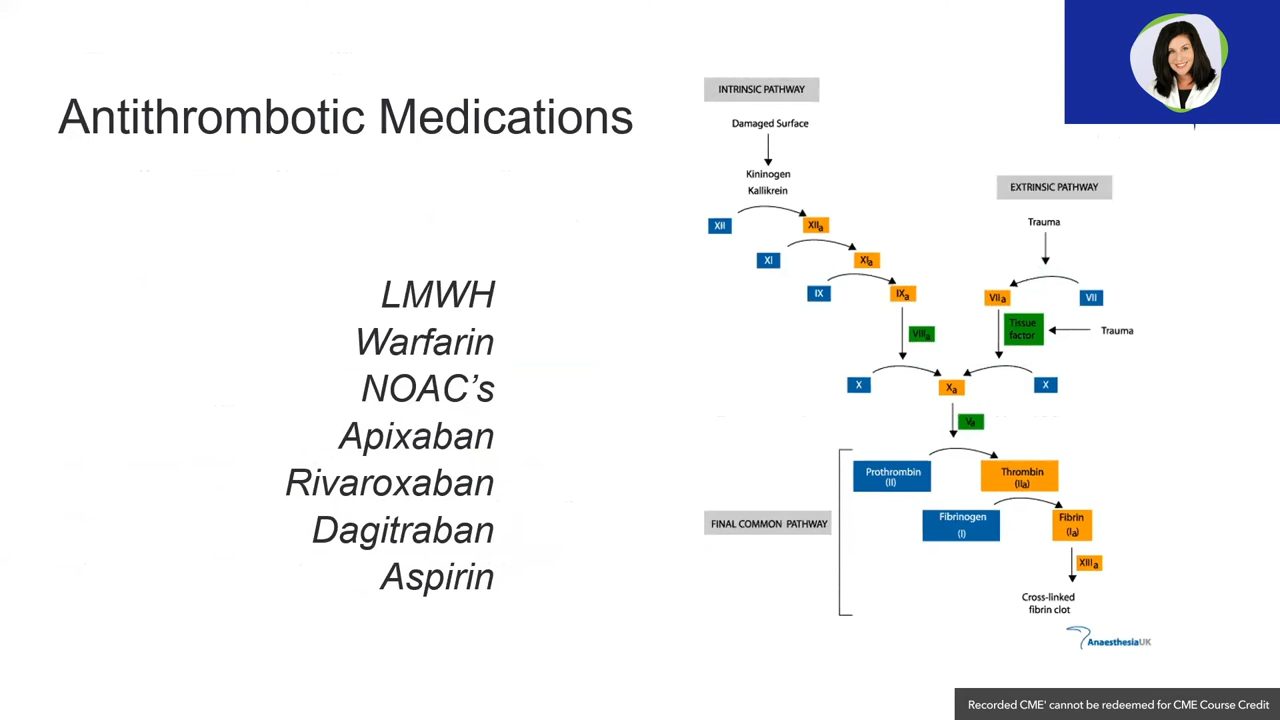 Antithrombotic Medications
LMWH
Warfarin
NOAC’s
Apixaban
Rivaroxaban
Dagitraban
Aspirin
INTRINSIC PATHWAY
Damaged Surface
Kininogen
Kallikrein
XII
XIIa
XI
XIa
IX
IXa
VIIIa
EXTRINSIC PATHWAY
Trauma
VIIa
VII
Tissue
factor
Trauma
X
Xa
X
Va
Prothrombin
(II)
Thrombin
(IIa)
FINAL COMMON PATHWAY
Fibrinogen
(I)
Fibrin
(Ia)
XIIIa
Cross-linked
fibrin clot
AnaesthesiaUK
Recorded CME' cannot be redeemed for CME Course Credit